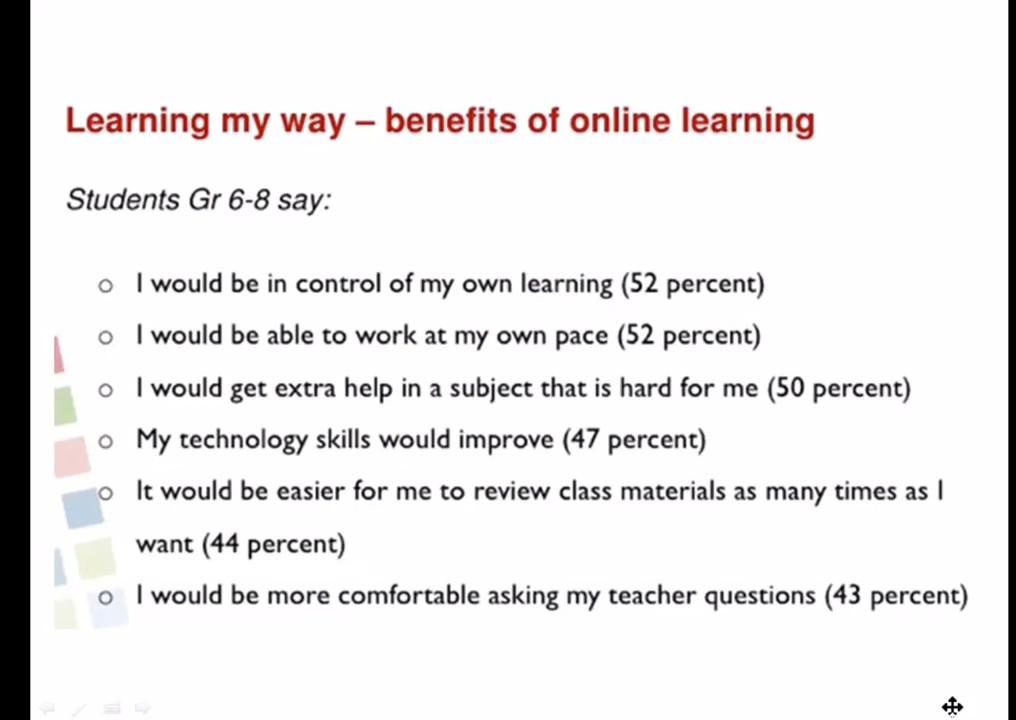 Learning my way – benefits of online learning
Students Gr 6-8 say:
o I would be in control of my own learning (52 percent)
o I would be able to work at my own pace (52 percent)
o I would get extra help in a subject that is hard for me (50 percent)
o My technology skills would improve (47 percent)
o It would be easier for me to review class materials as many times as I
want (44 percent)
o I would be more comfortable asking my teacher questions (43 percent)